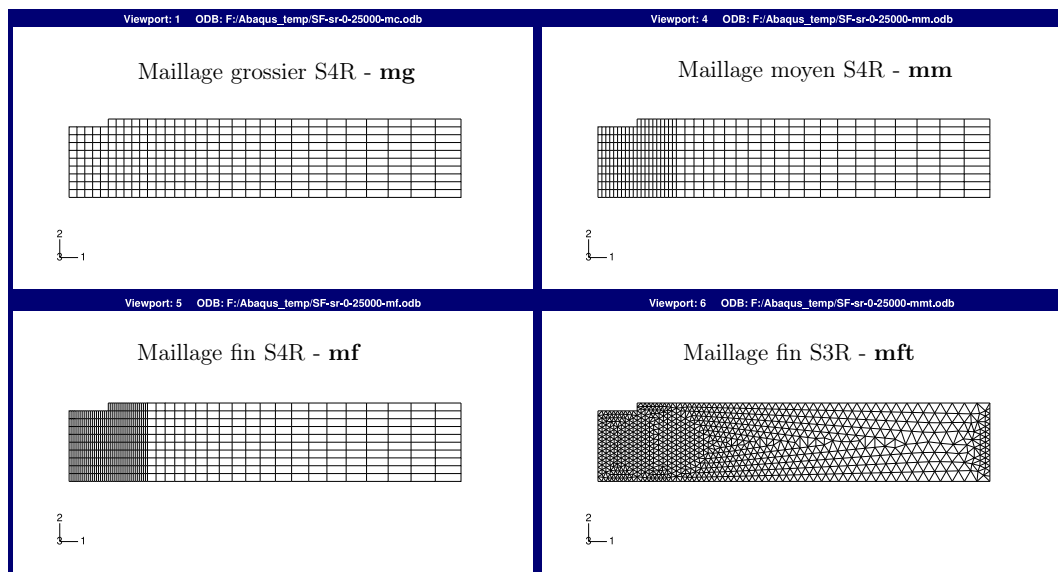 Viewport: 1 ODB: F:/Abaqus_temp/SF-sr-0-25000-mc.odb
Maillage grossier S4R - mg
2
3 1
Viewport: 4 ODB: F:/Abaqus_temp/SF-sr-0-25000-mm.odb
Maillage moyen S4R - mm
2
3 1
Viewport: 5 ODB: F:/Abaqus_temp/SF-sr-0-25000-mf.odb
Maillage fin S4R - mf
2
3 1
Viewport: 6 ODB: F:/Abaqus_temp/SF-sr-0-25000-mmt.odb
Maillage fin S3R - mft
2
3 1